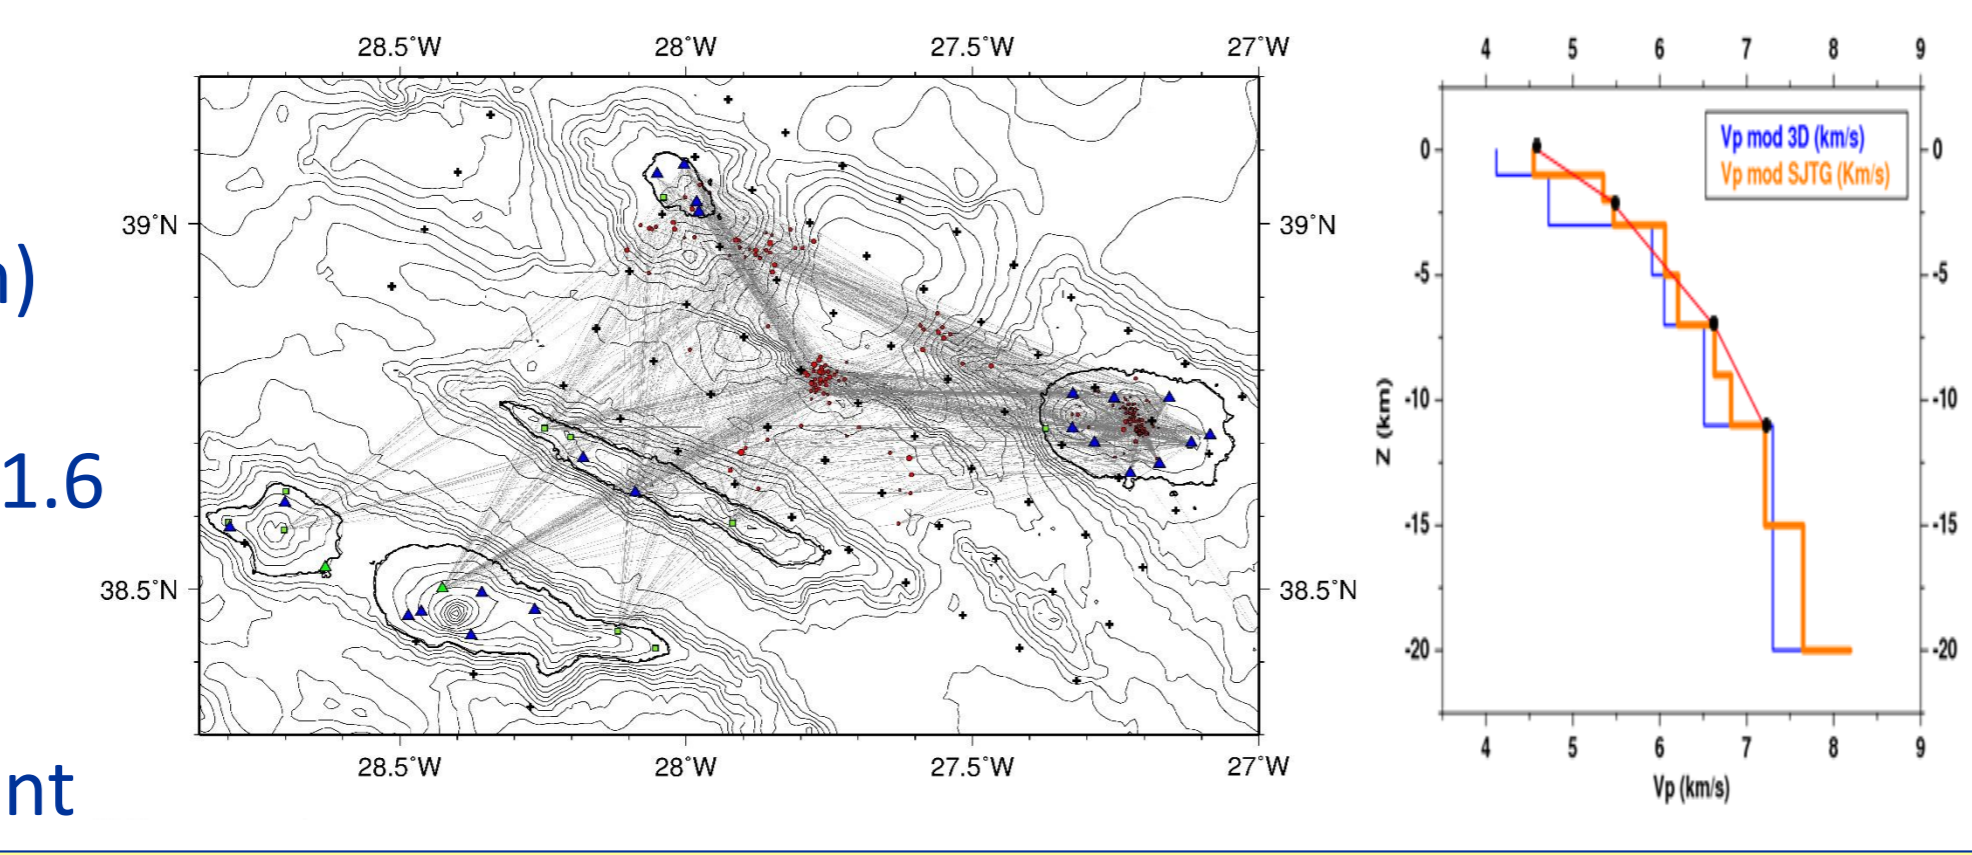 28.5°W 28°W 27.5°W 27°W
39°N 39°N
38.5°N 38.5°N
28.5°W 28°W 27.5°W 27°W
)
1.6
nt
4 5 6 7 8 9
Vp mod 3D (km/s)
Vp mod SJTG (Km/s)
0 0
-5 -5
-10 -10
-15 -15
-20 -20
Z (km)
4 5 6 7 8 9
Vp (km/s)